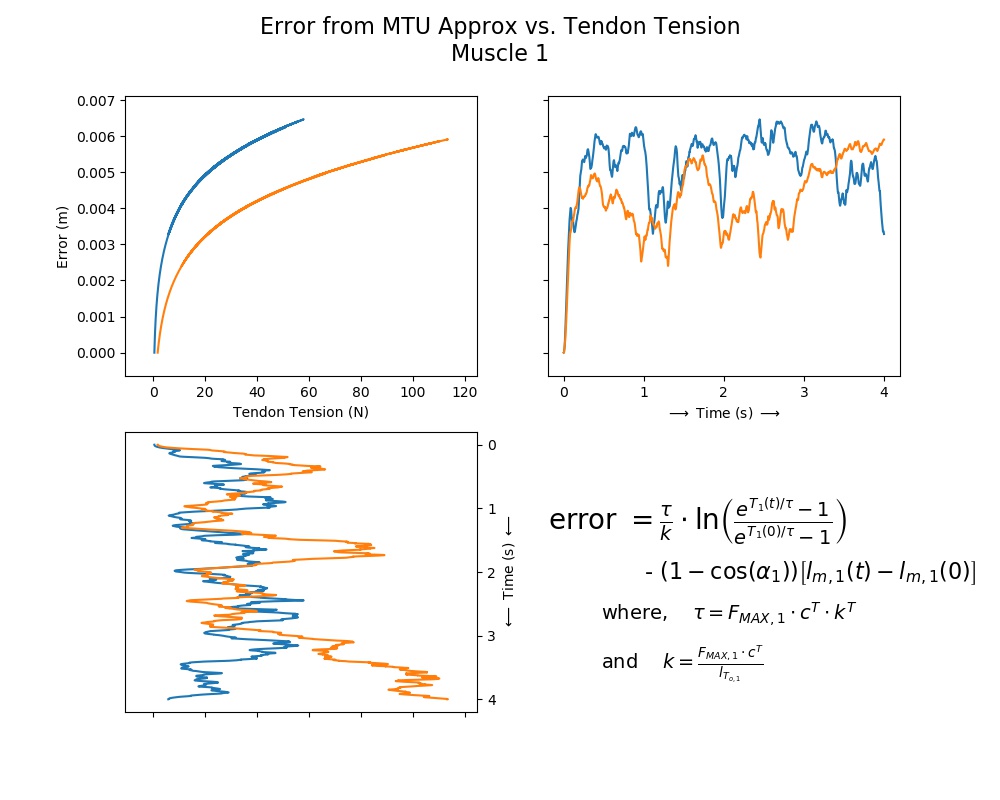 Error from MTU Approx vs. Tendon Tension
Muscle 1
0.007
0.006
0.005
0.004
0.003
0.002
0.001
0.000
Error (m)
0 20 40 60 80 100 120
Tendon Tension (N)
0 1 2 3 4
⟶ Time (s) ⟶
0
1
2
3
4
⟵ Time (s) ⟵
error = τ/k · ln((e^{T₁(t)/τ} − 1)/(e^{T₁(0)/τ} − 1))
- (1 − cos(α₁))[l_{m,1}(t) − l_{m,1}(0)]
where, τ = F_{MAX,1} · c^T · k^T
and k = F_{MAX,1} · c^T / l_{T_{o,1}}